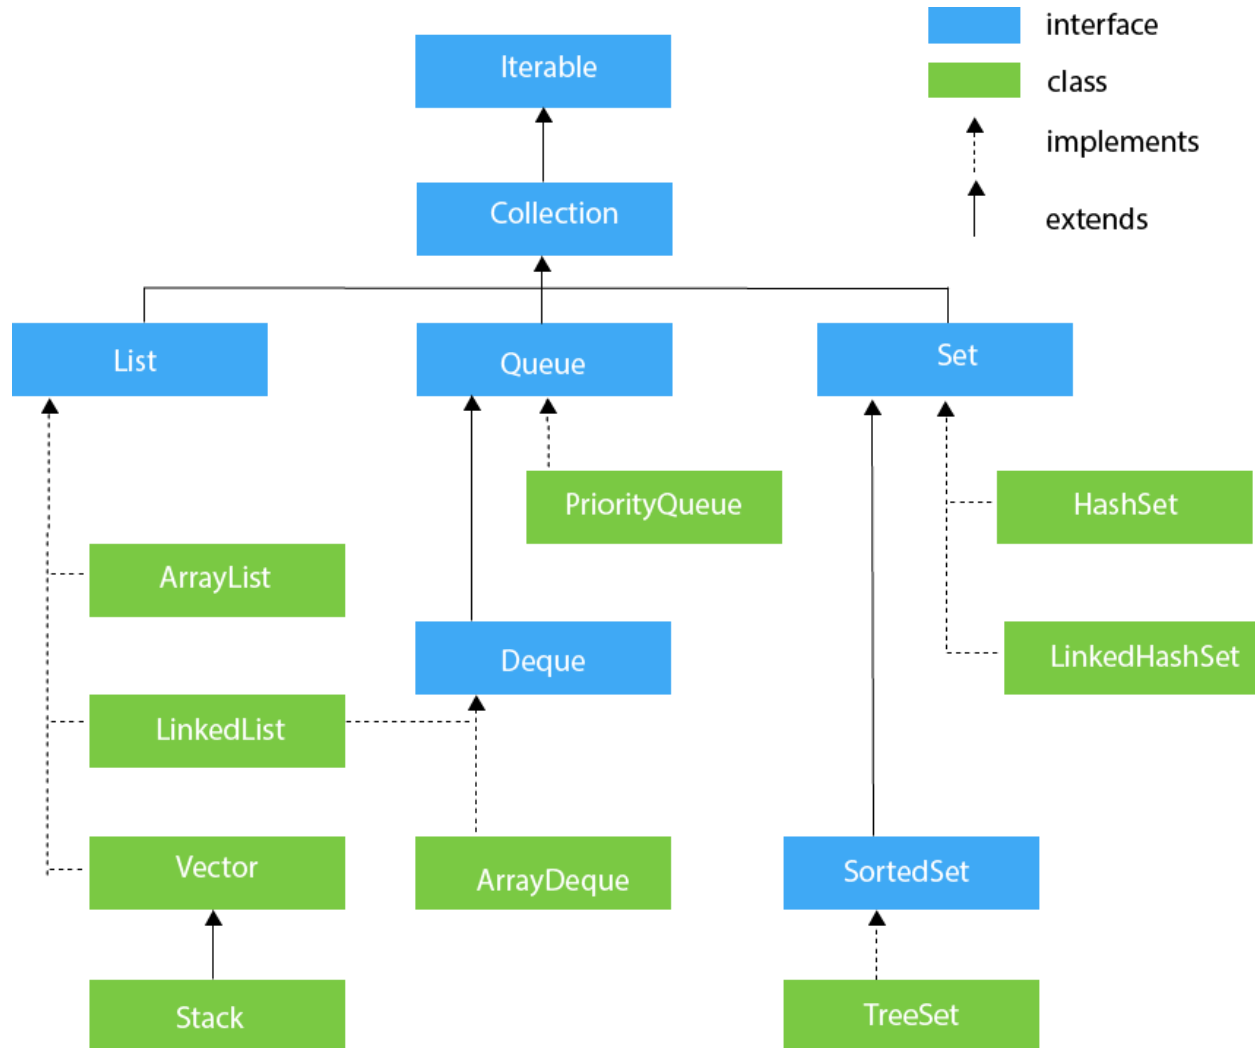 interface
Iterable
class
implements
Collection
extends
List
Queue
Set
PriorityQueue
HashSet
ArrayList
Deque
LinkedHashSet
LinkedList
Vector
ArrayDeque
SortedSet
Stack
TreeSet